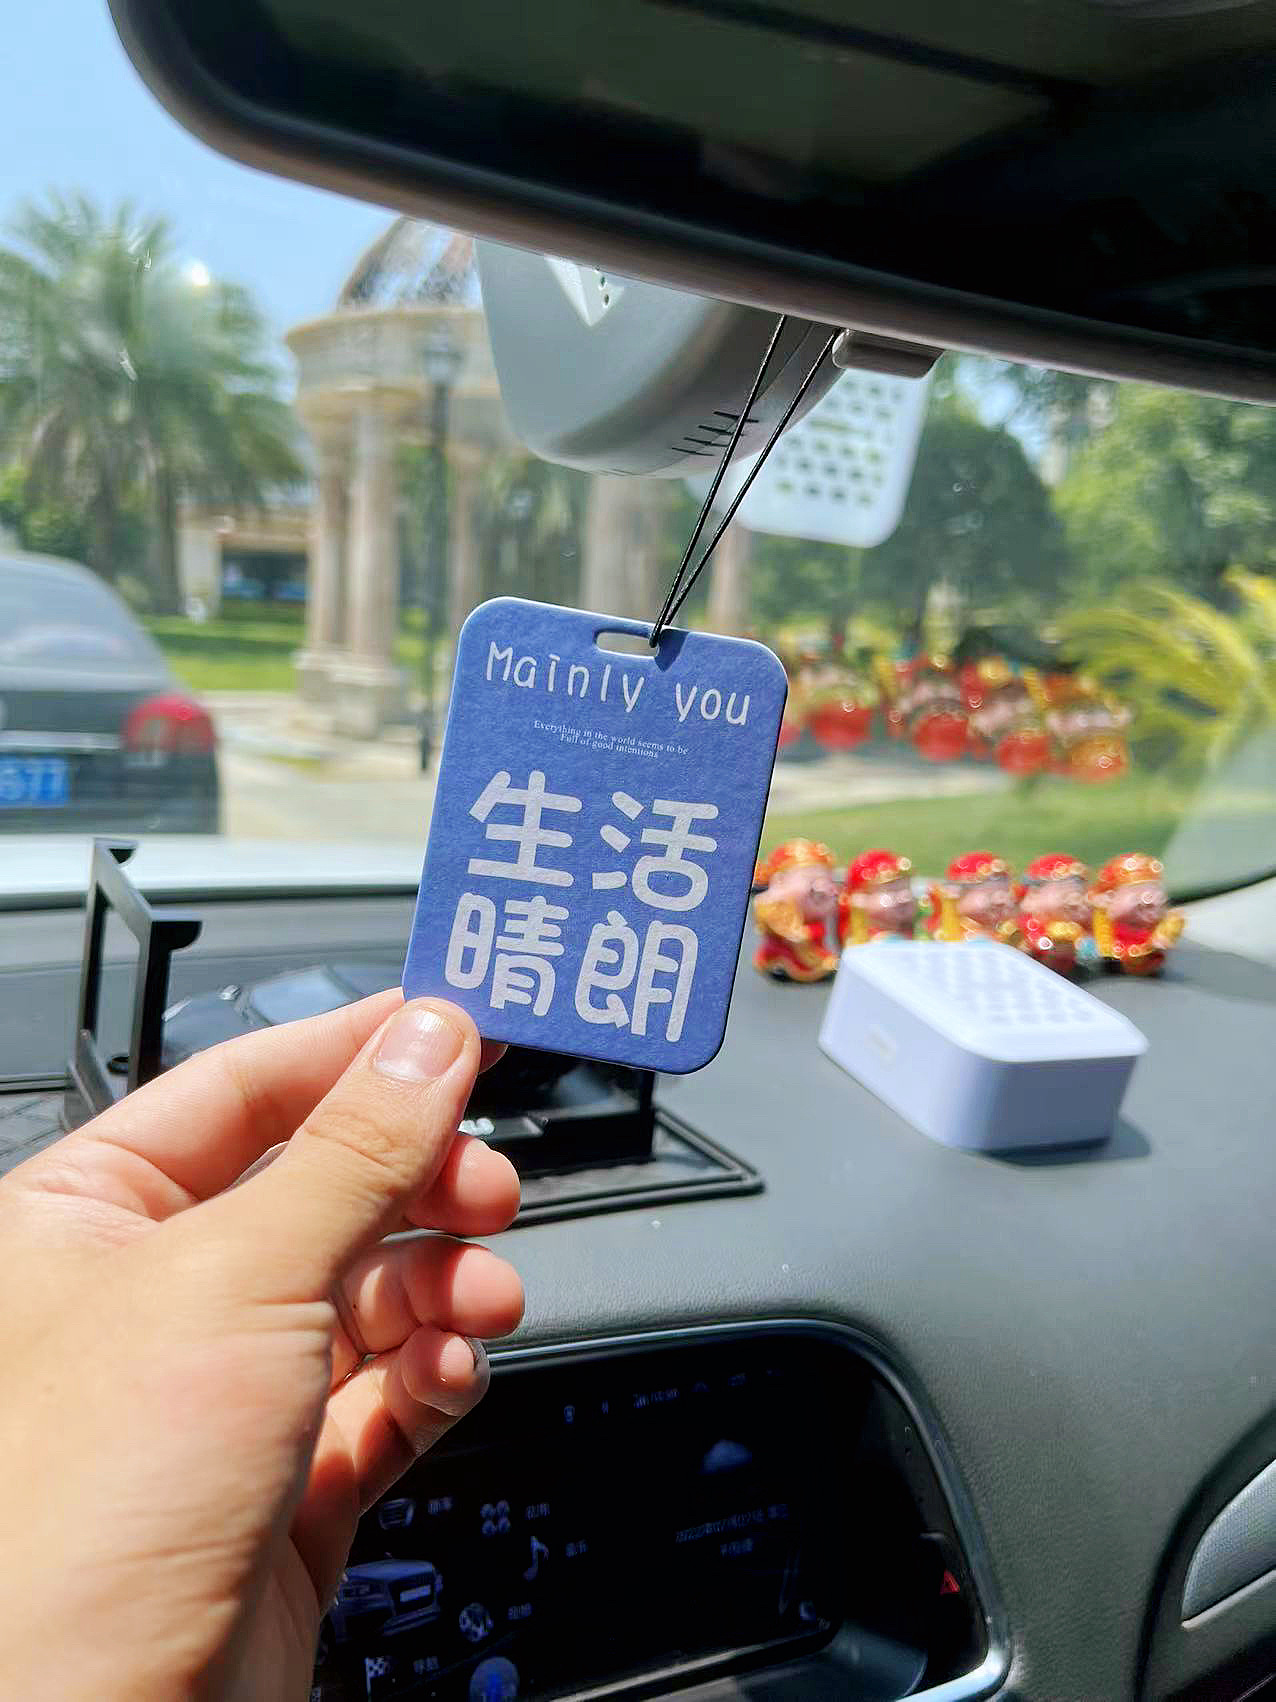 Mainly you
Everything in the world seems to be
Full of good intentions
生活
晴朗